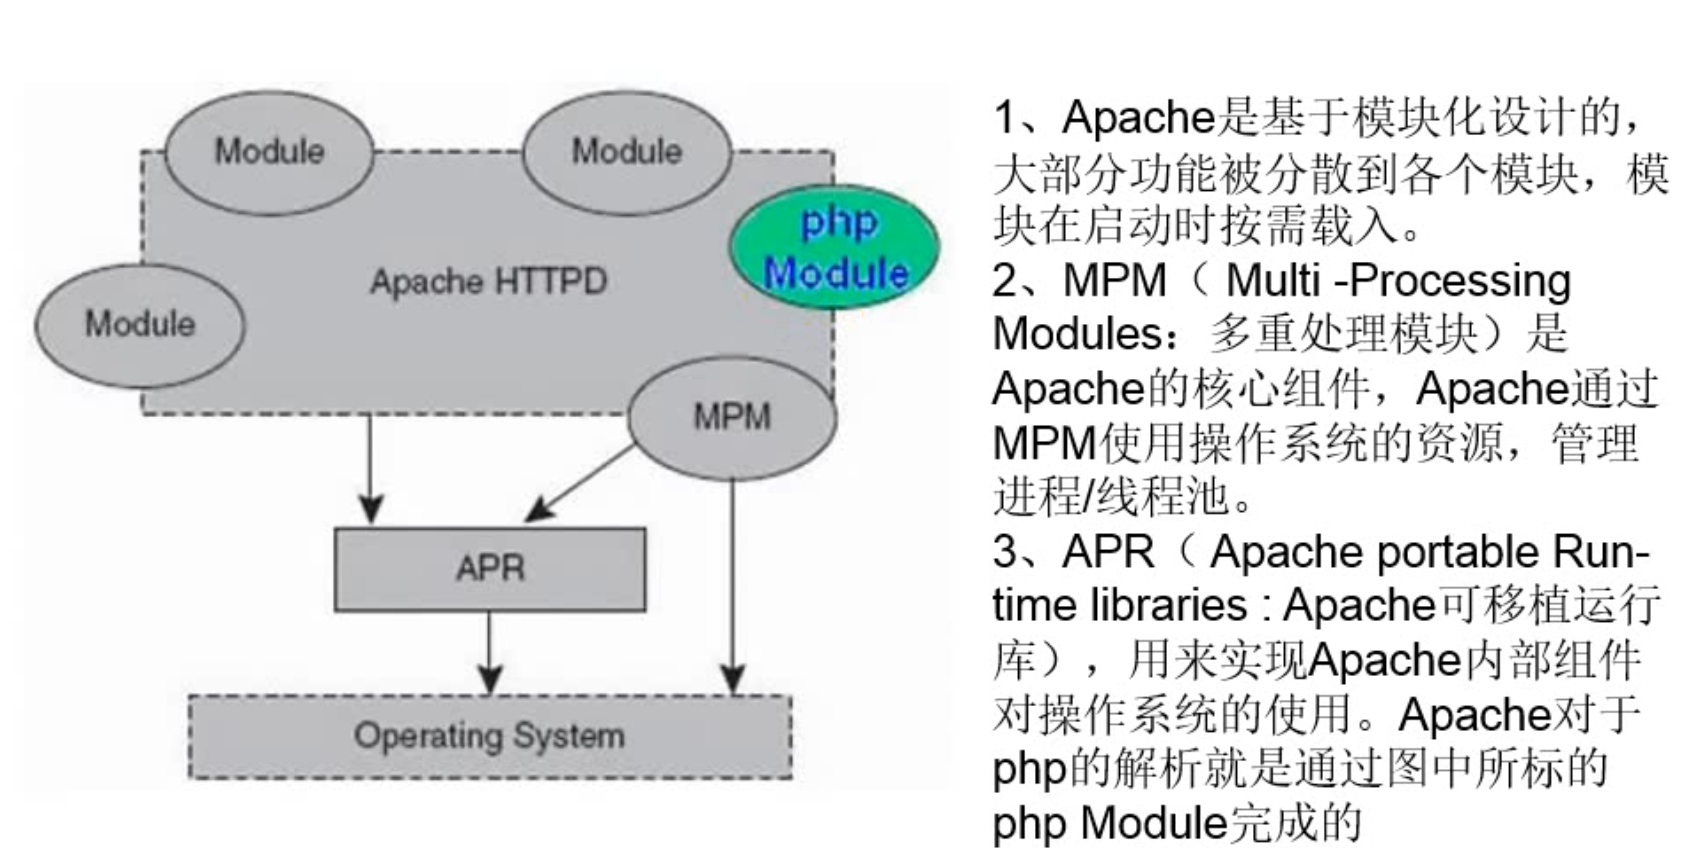 Module
Module
php
Module
Apache HTTPD
Module
MPM
APR
Operating System
1、Apache是基于模块化设计的，
大部分功能被分散到各个模块，模
块在启动时按需载入。
2、MPM（ Multi -Processing
Modules：多重处理模块）是
Apache的核心组件，Apache通过
MPM使用操作系统的资源，管理
进程/线程池。
3、APR（ Apache portable Run-
time libraries : Apache可移植运行
库），用来实现Apache内部组件
对操作系统的使用。Apache对于
php的解析就是通过图中所标的
php Module完成的